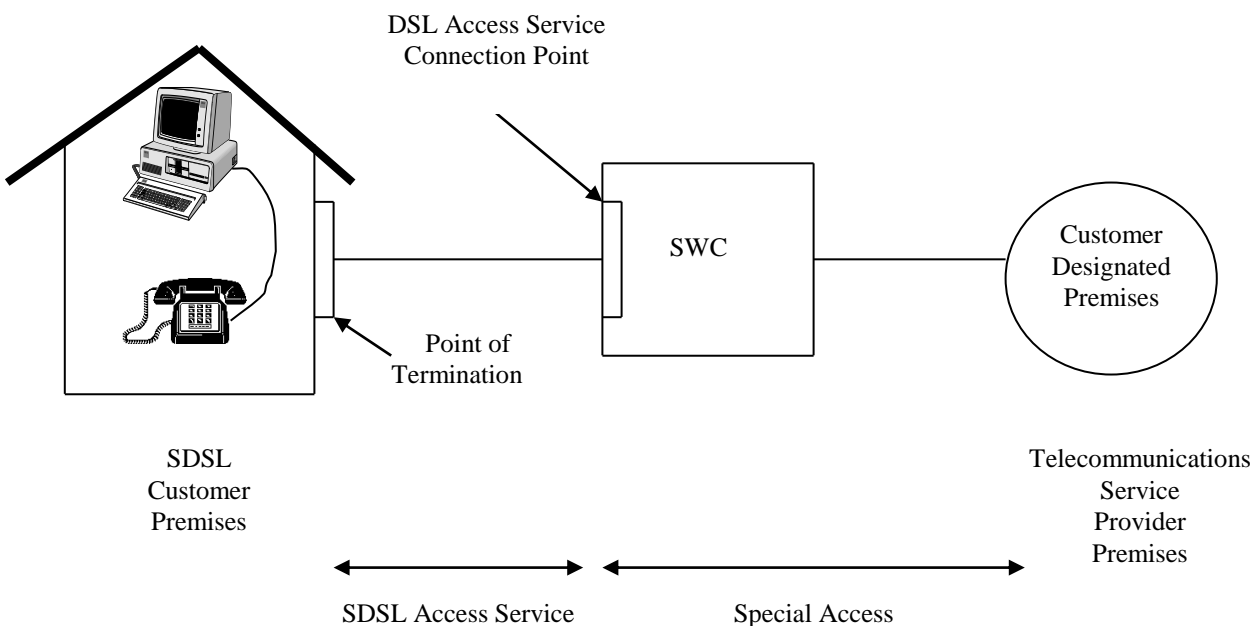 DSL Access Service
Connection Point
SWC
Customer
Designated
Premises
Point of
Termination
SDSL
Customer
Premises
Telecommunications
Service
Provider
Premises
SDSL Access Service
Special Access